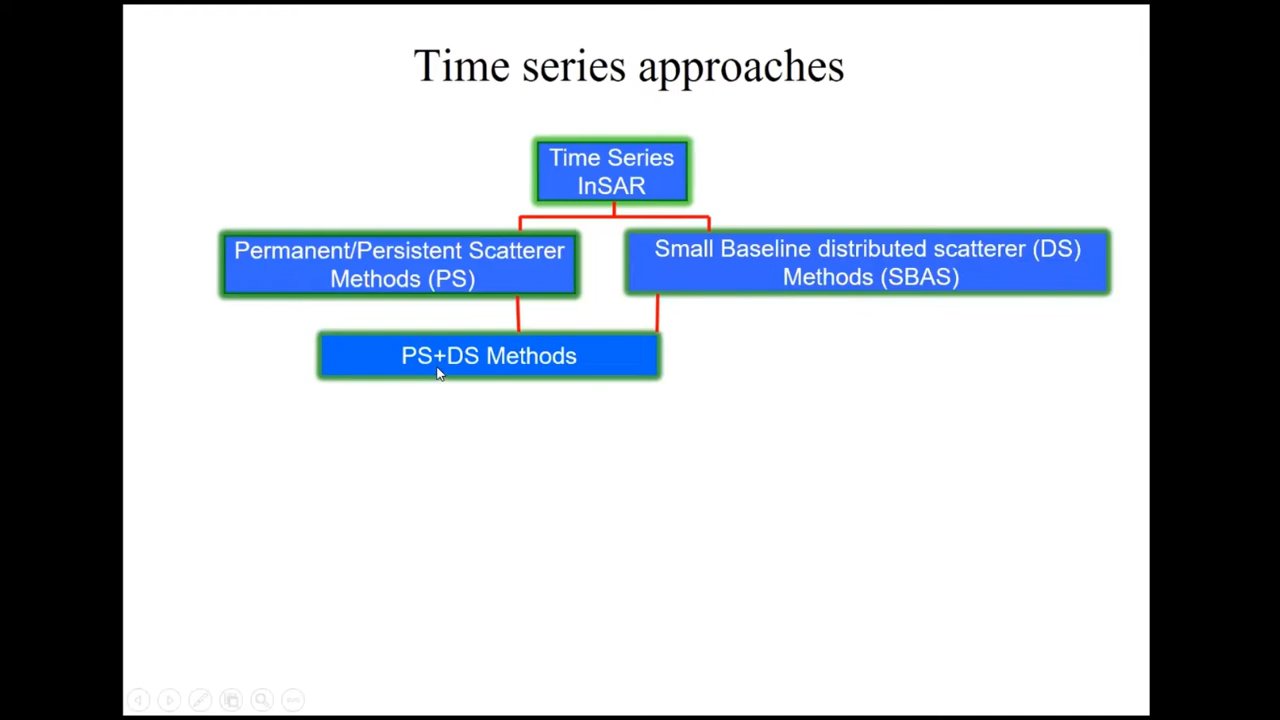 Time series approaches
Time Series
InSAR
Permanent/Persistent Scatterer
Methods (PS)
Small Baseline distributed scatterer (DS)
Methods (SBAS)
PS+DS Methods